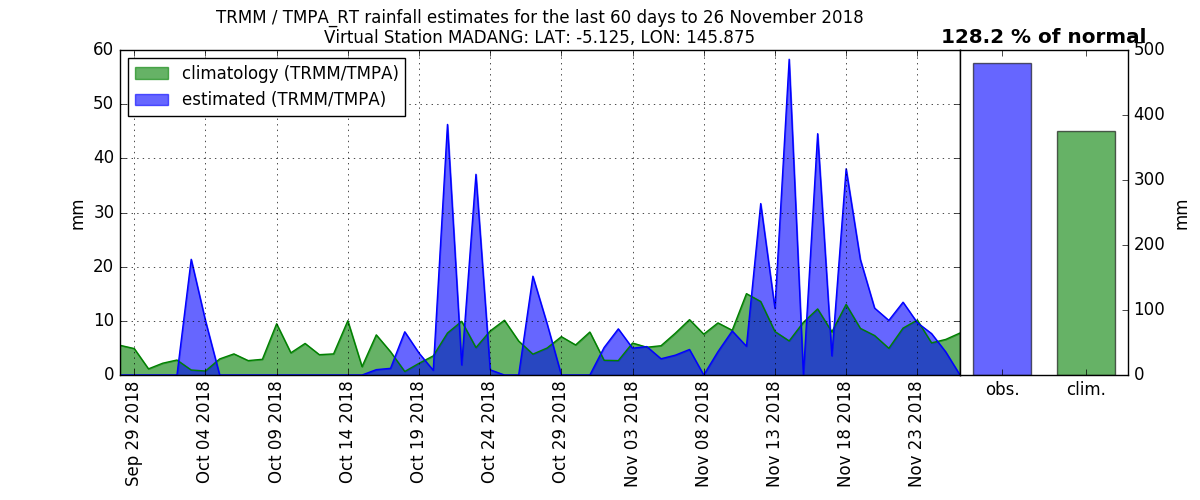 TRMM / TMPA_RT rainfall estimates for the last 60 days to 26 November 2018
Virtual Station MADANG: LAT: -5.125, LON: 145.875
128.2 % of normal
climatology (TRMM/TMPA)
estimated (TRMM/TMPA)
60
50
40
30
20
10
0
mm
500
400
300
200
100
0
mm
obs.
clim.
Sep 29 2018
Oct 04 2018
Oct 09 2018
Oct 14 2018
Oct 19 2018
Oct 24 2018
Oct 29 2018
Nov 03 2018
Nov 08 2018
Nov 13 2018
Nov 18 2018
Nov 23 2018